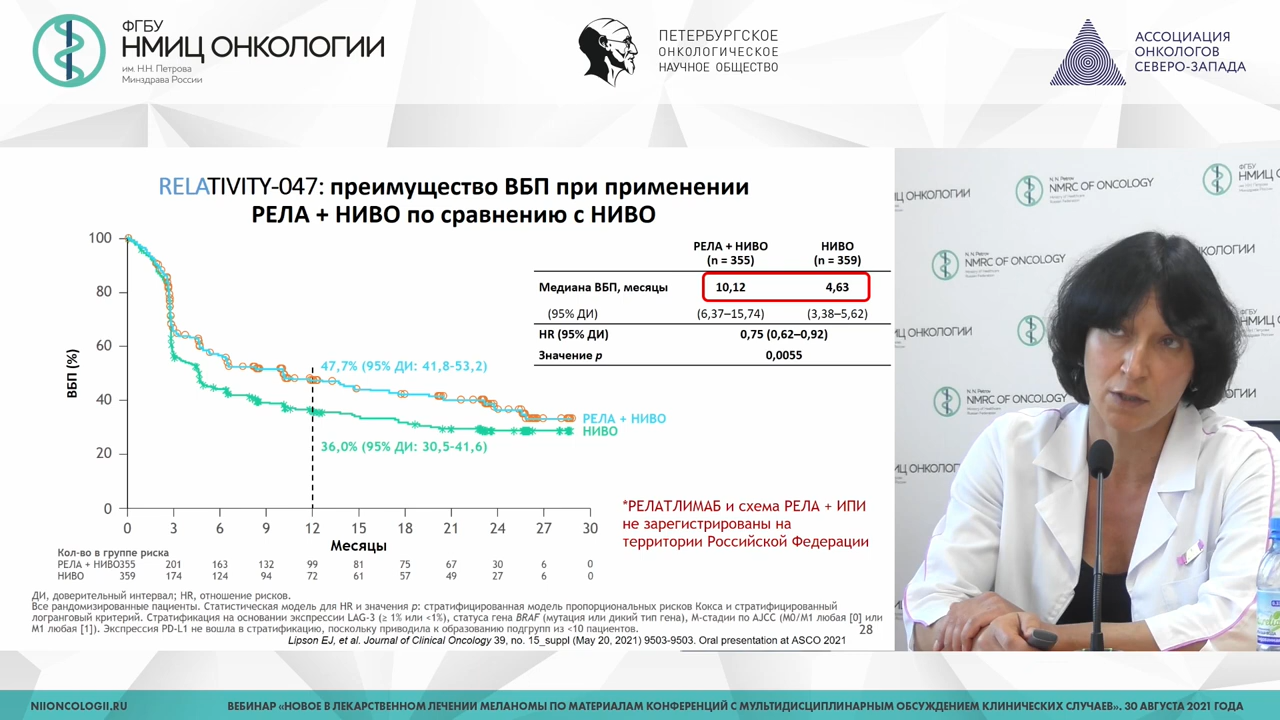 ФГБУ
НМИЦ ОНКОЛОГИИ
им. Н.Н. Петрова
Минздрава России
ПЕТЕРБУРГСКОЕ
ОНКОЛОГИЧЕСКОЕ
НАУЧНОЕ ОБЩЕСТВО
АССОЦИАЦИЯ
ОНКОЛОГОВ
СЕВЕРО-ЗАПАДА
RELATIVITY-047: преимущество ВБП при применении
РЕЛА + НИВО по сравнению с НИВО
РЕЛА + НИВО НИВО
(n = 355) (n = 359)
Медиана ВБП, месяцы 10,12 4,63
(95% ДИ) (6,37–15,74) (3,38–5,62)
HR (95% ДИ) 0,75 (0,62–0,92)
Значение p 0,0055
ВБП (%)
100
80
60
40
20
0
47,7% (95% ДИ: 41,8-53,2)
РЕЛА + НИВО
НИВО
36,0% (95% ДИ: 30,5-41,6)
0 3 6 9 12 15 18 21 24 27 30
Месяцы
*РЕЛАТЛИМАБ и схема РЕЛА + ИПИ
не зарегистрированы на
территории Российской Федерации
Кол-во в группе риска
РЕЛА + НИВО355 201 163 132 99 81 75 67 30 6 0
НИВО 359 174 124 94 72 61 57 49 27 6 0
ДИ, доверительный интервал; HR, отношение рисков.
Все рандомизированные пациенты. Статистическая модель для HR и значения p: стратифицированная модель пропорциональных рисков Кокса и стратифицированный
логранговый критерий. Стратификация на основании экспрессии LAG-3 (≥ 1% или <1%), статуса гена BRAF (мутация или дикий тип гена), М-стадии по AJCC (M0/M1 любая [0] или
M1 любая [1]). Экспрессия PD-L1 не вошла в стратификацию, поскольку приводила к образованию подгрупп из <10 пациентов.
28
Lipson EJ, et al. Journal of Clinical Oncology 39, no. 15_suppl (May 20, 2021) 9503-9503. Oral presentation at ASCO 2021
NMRC OF ONCOLOGY
NMRC OF ONCOLOGY
NMRC OF ONCOLOGY
NIIONCOLOGII.RU
ВЕБИНАР «НОВОЕ В ЛЕКАРСТВЕННОМ ЛЕЧЕНИИ МЕЛАНОМЫ ПО МАТЕРИАЛАМ КОНФЕРЕНЦИЙ С МУЛЬТИДИСЦИПЛИНАРНЫМ ОБСУЖДЕНИЕМ КЛИНИЧЕСКИХ СЛУЧАЕВ». 30 АВГУСТА 2021 ГОДА